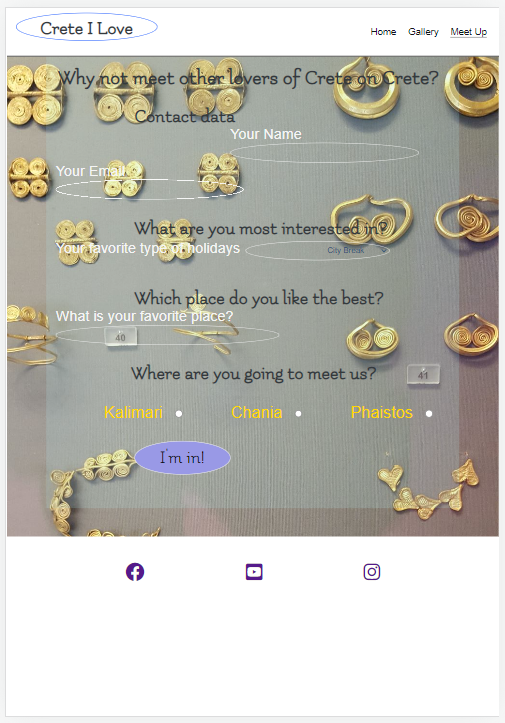 Crete I Love
Home Gallery Meet Up
Why not meet other lovers of Crete on Crete?
Contact data
Your Name
Your Email
What are you most interested in?
Your favorite type of holidays City Break
Which place do you like the best?
What is your favorite place?
40
Where are you going to meet us?
41
Kalimari Chania Phaistos
I'm in!